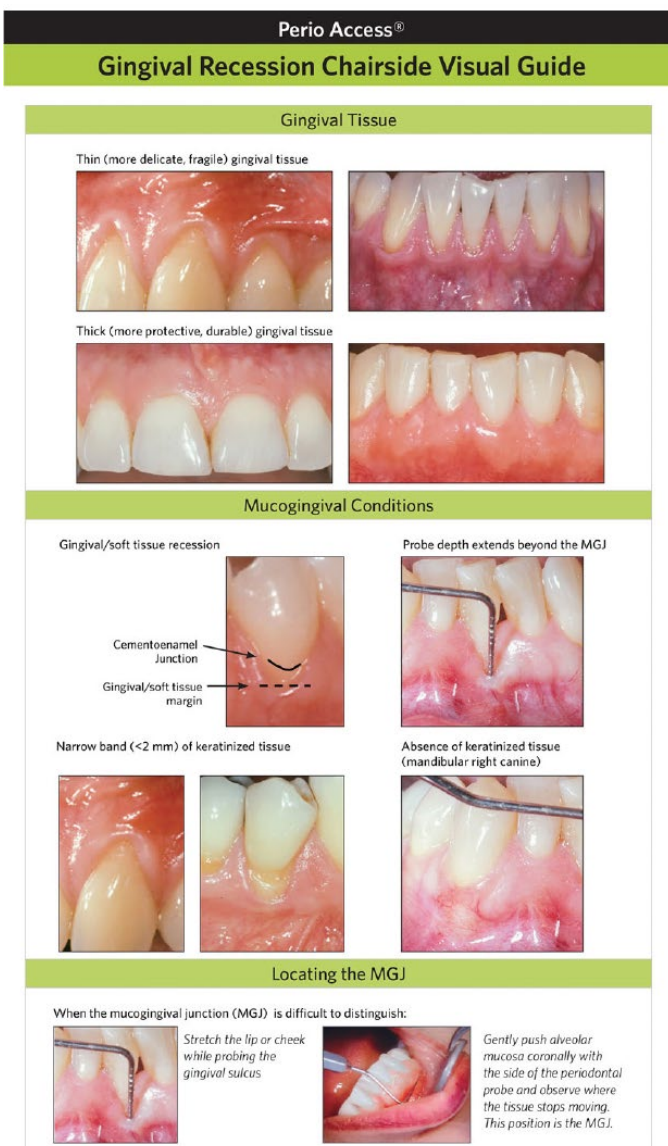 Perio Access®
Gingival Recession Chairside Visual Guide
Gingival Tissue
Thin (more delicate, fragile) gingival tissue
Thick (more protective, durable) gingival tissue
Mucogingival Conditions
Gingival/soft tissue recession
Cementoenamel
Junction
Gingival/soft tissue
margin
Probe depth extends beyond the MGJ
Narrow band (<2 mm) of keratinized tissue
Absence of keratinized tissue
(mandibular right canine)
Locating the MGJ
When the mucogingival junction (MGJ) is difficult to distinguish:
Stretch the lip or cheek
while probing the
gingival sulcus
Gently push alveolar
mucosa coronally with
the side of the periodontal
probe and observe where
the tissue stops moving.
This position is the MGJ.